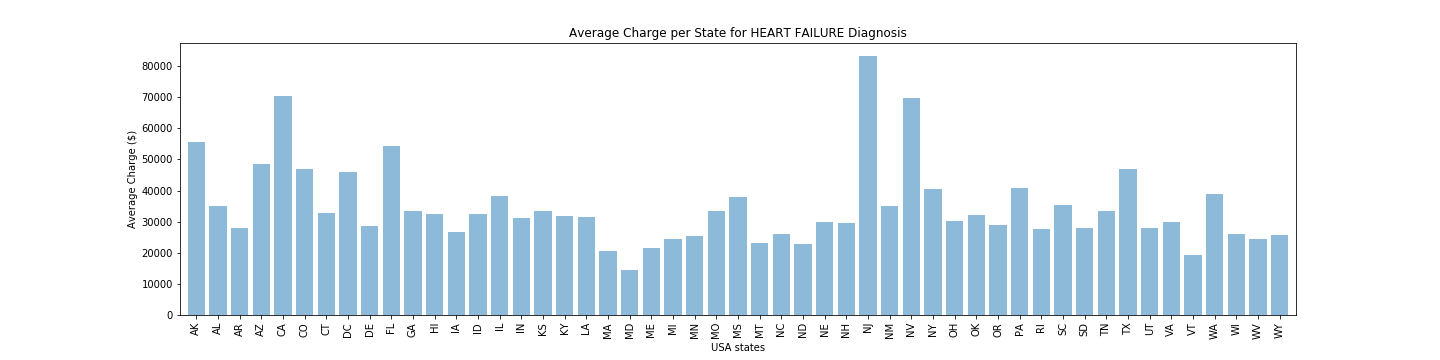 Average Charge per State for HEART FAILURE Diagnosis
80000
70000
60000
50000
40000
30000
20000
10000
0
Average Charge ($)
AK AL AR AZ CA CO CT DC DE FL GA HI IA ID IL IN KS KY LA MA MD ME MI MN MO MS MT NC ND NE NH NJ NM NV NY OH OK OR PA RI SC SD TN TX UT VA VT WA WI WV WY
USA states